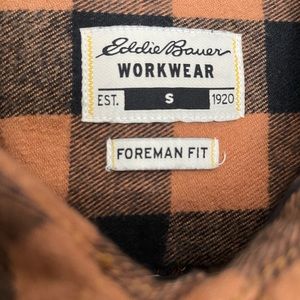 Eddie Bauer
WORKWEAR
EST. S 1920
FOREMAN FIT